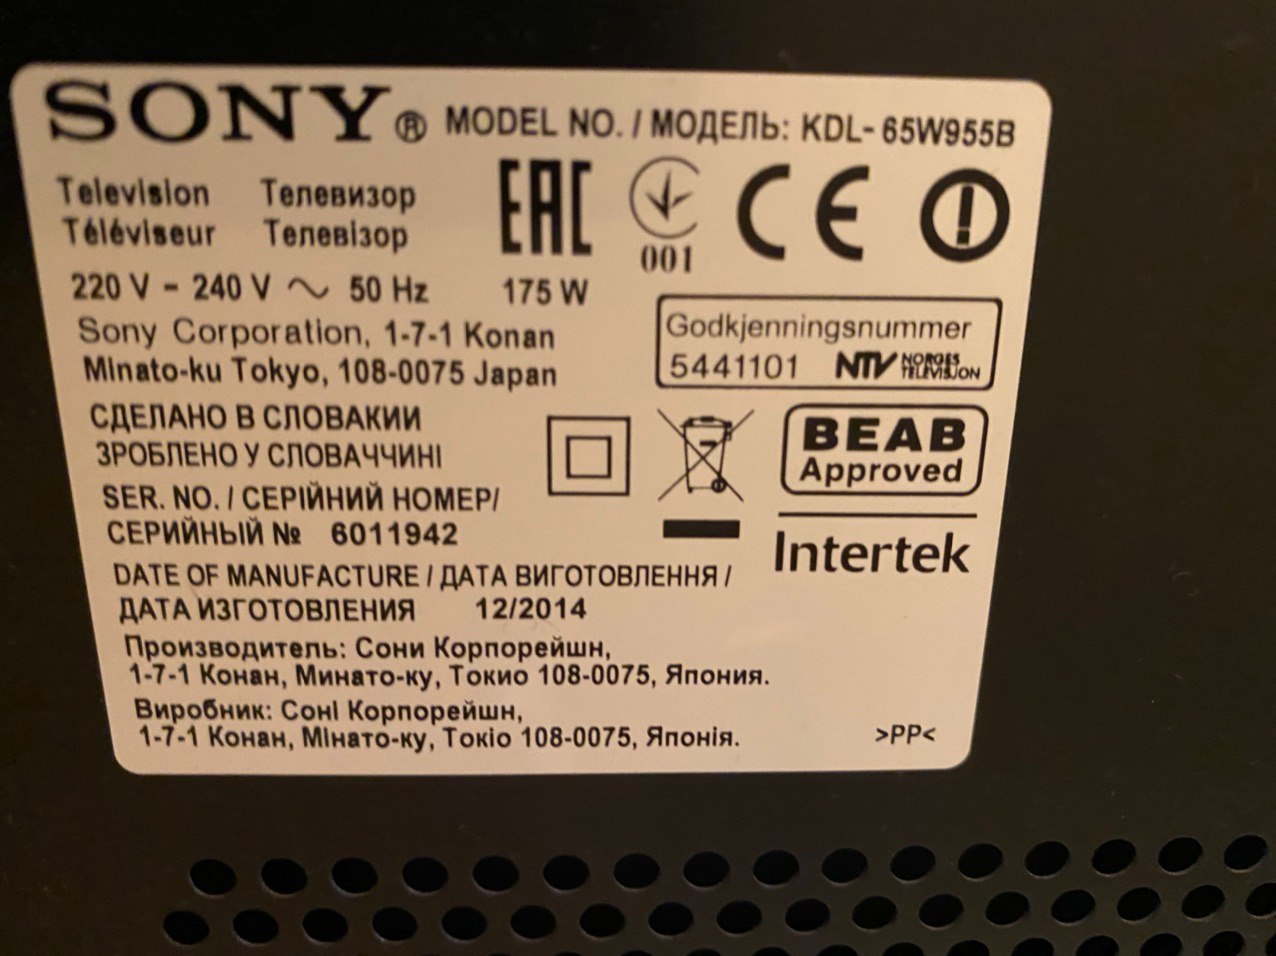 SONY® MODEL NO. / МОДЕЛЬ: KDL-65W955B
Television Телевизор
Téléviseur Телевізор
EAC
001
CE
220 V - 240 V ~ 50 Hz 175 W
Sony Corporation, 1-7-1 Konan
Minato-ku Tokyo, 108-0075 Japan
Godkjenningsnummer
5441101 NTV NORGES TELEVISJON
СДЕЛАНО В СЛОВАКИИ
ЗРОБЛЕНО У СЛОВАЧЧИНІ
BEAB
Approved
Intertek
SER. NO. / СЕРІЙНИЙ НОМЕР/
СЕРИЙНЫЙ № 6011942
DATE OF MANUFACTURE / ДАТА ВИГОТОВЛЕННЯ /
ДАТА ИЗГОТОВЛЕНИЯ 12/2014
Производитель: Сони Корпорейшн,
1-7-1 Конан, Минато-ку, Токио 108-0075, Япония.
Виробник: Соні Корпорейшн,
1-7-1 Конан, Мінато-ку, Токіо 108-0075, Японія.
>PP<